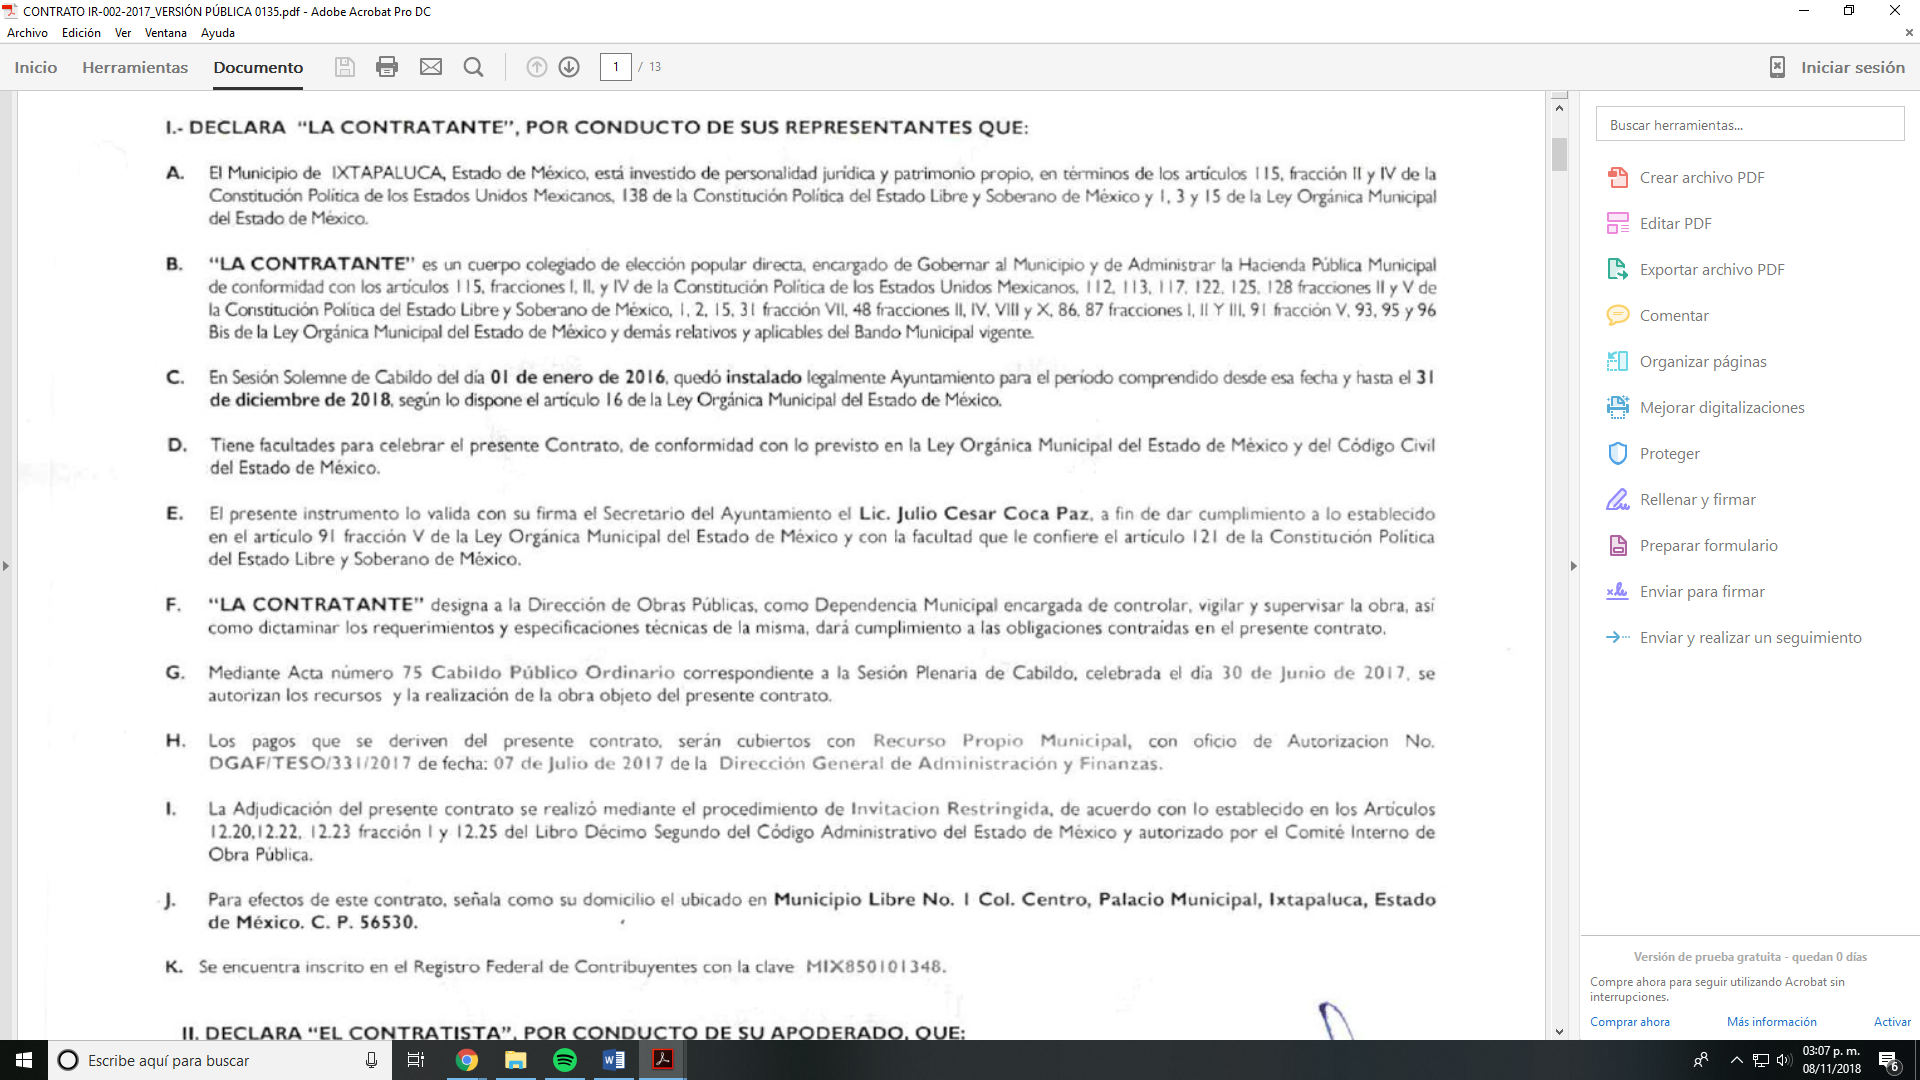 CONTRATO IR-002-2017_VERSIÓN PÚBLICA 0135.pdf - Adobe Acrobat Pro DC
Archivo Edición Ver Ventana Ayuda
Inicio Herramientas Documento 1 / 13 Iniciar sesión
I.- DECLARA "LA CONTRATANTE", POR CONDUCTO DE SUS REPRESENTANTES QUE:
A. El Municipio de IXTAPALUCA, Estado de México, está investido de personalidad jurídica y patrimonio propio, en términos de los artículos 115, fracción II y IV de la
Constitución Política de los Estados Unidos Mexicanos, 138 de la Constitución Política del Estado Libre y Soberano de México y 1, 3 y 15 de la Ley Orgánica Municipal
del Estado de México.
B. "LA CONTRATANTE" es un cuerpo colegiado de elección popular directa, encargado de Gobernar al Municipio y de Administrar la Hacienda Pública Municipal
de conformidad con los artículos 115, fracciones I, II, y IV de la Constitución Política de los Estados Unidos Mexicanos, 112, 113, 117, 122, 125, 128 fracciones II y V de
la Constitución Política del Estado Libre y Soberano de México, 1, 2, 15, 31 fracción VII, 48 fracciones II, IV, VIII y X, 86, 87 fracciones I, II Y III, 91 fracción V, 93, 95 y 96
Bis de la Ley Orgánica Municipal del Estado de México y demás relativos y aplicables del Bando Municipal vigente.
C. En Sesión Solemne de Cabildo del día 01 de enero de 2016, quedó instalado legalmente Ayuntamiento para el período comprendido desde esa fecha y hasta el 31
de diciembre de 2018, según lo dispone el artículo 16 de la Ley Orgánica Municipal del Estado de México.
D. Tiene facultades para celebrar el presente Contrato, de conformidad con lo previsto en la Ley Orgánica Municipal del Estado de México y del Código Civil
del Estado de México.
E. El presente instrumento lo valida con su firma el Secretario del Ayuntamiento el Lic. Julio Cesar Coca Paz, a fin de dar cumplimiento a lo establecido
en el artículo 91 fracción V de la Ley Orgánica Municipal del Estado de México y con la facultad que le confiere el artículo 121 de la Constitución Política
del Estado Libre y Soberano de México.
F. "LA CONTRATANTE" designa a la Dirección de Obras Públicas, como Dependencia Municipal encargada de controlar, vigilar y supervisar la obra, así
como dictaminar los requerimientos y especificaciones técnicas de la misma, dará cumplimiento a las obligaciones contraídas en el presente contrato.
G. Mediante Acta número 75 Cabildo Público Ordinario correspondiente a la Sesión Plenaria de Cabildo, celebrada el día 30 de Junio de 2017, se
autorizan los recursos y la realización de la obra objeto del presente contrato.
H. Los pagos que se deriven del presente contrato, serán cubiertos con Recurso Propio Municipal, con oficio de Autorizacion No.
DGAF/TESO/331/2017 de fecha: 07 de Julio de 2017 de la Dirección General de Administración y Finanzas.
I. La Adjudicación del presente contrato se realizó mediante el procedimiento de Invitacion Restringida, de acuerdo con lo establecido en los Artículos
12.20,12.22, 12.23 fracción I y 12.25 del Libro Décimo Segundo del Código Administrativo del Estado de México y autorizado por el Comité Interno de
Obra Pública.
J. Para efectos de este contrato, señala como su domicilio el ubicado en Municipio Libre No. 1 Col. Centro, Palacio Municipal, Ixtapaluca, Estado
de México. C. P. 56530.
K. Se encuentra inscrito en el Registro Federal de Contribuyentes con la clave MIX850101348.
II. DECLARA "EL CONTRATISTA", POR CONDUCTO DE SU APODERADO, QUE:
Buscar herramientas...
Crear archivo PDF
Editar PDF
Exportar archivo PDF
Comentar
Organizar páginas
Mejorar digitalizaciones
Proteger
Rellenar y firmar
Preparar formulario
Enviar para firmar
Enviar y realizar un seguimiento
Versión de prueba gratuita - quedan 0 días
Compre ahora para seguir utilizando Acrobat sin
interrupciones.
Comprar ahora Más información Activar
Escribe aquí para buscar
03:07 p. m.
08/11/2018
6